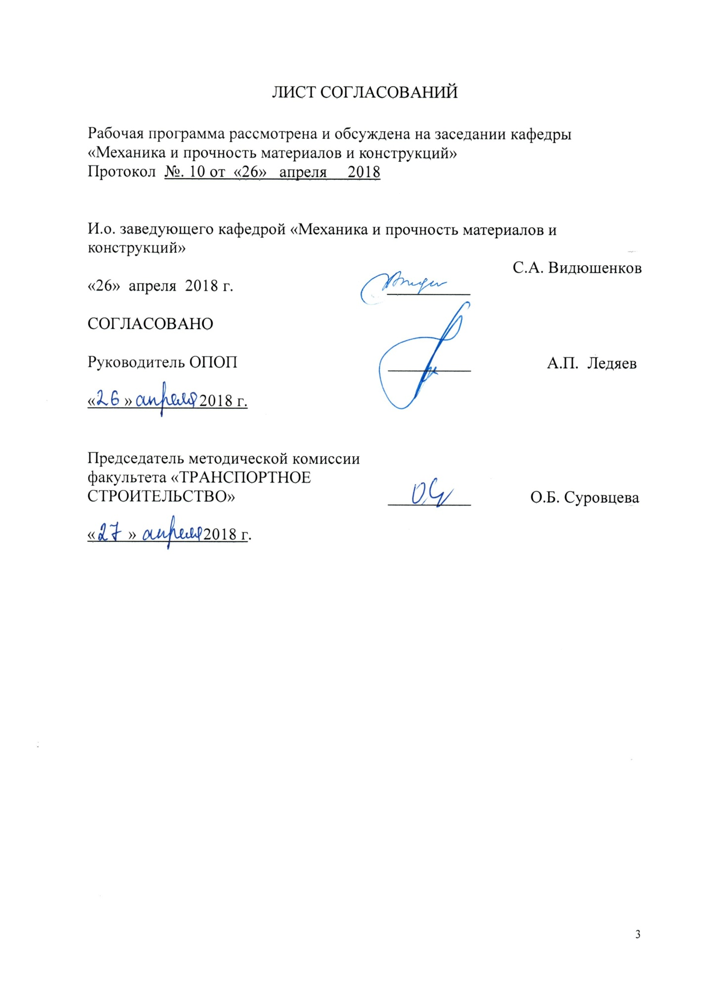 ЛИСТ СОГЛАСОВАНИЙ
Рабочая программа рассмотрена и обсуждена на заседании кафедры
«Механика и прочность материалов и конструкций»
Протокол №. 10 от «26» апреля 2018
И.о. заведующего кафедрой «Механика и прочность материалов и
конструкций»
С.А. Видюшенков
«26» апреля 2018 г.
СОГЛАСОВАНО
Руководитель ОПОП А.П. Ледяев
«26» апреля 2018 г.
Председатель методической комиссии
факультета «ТРАНСПОРТНОЕ
СТРОИТЕЛЬСТВО» О.Б. Суровцева
«27» апреля 2018 г.
3